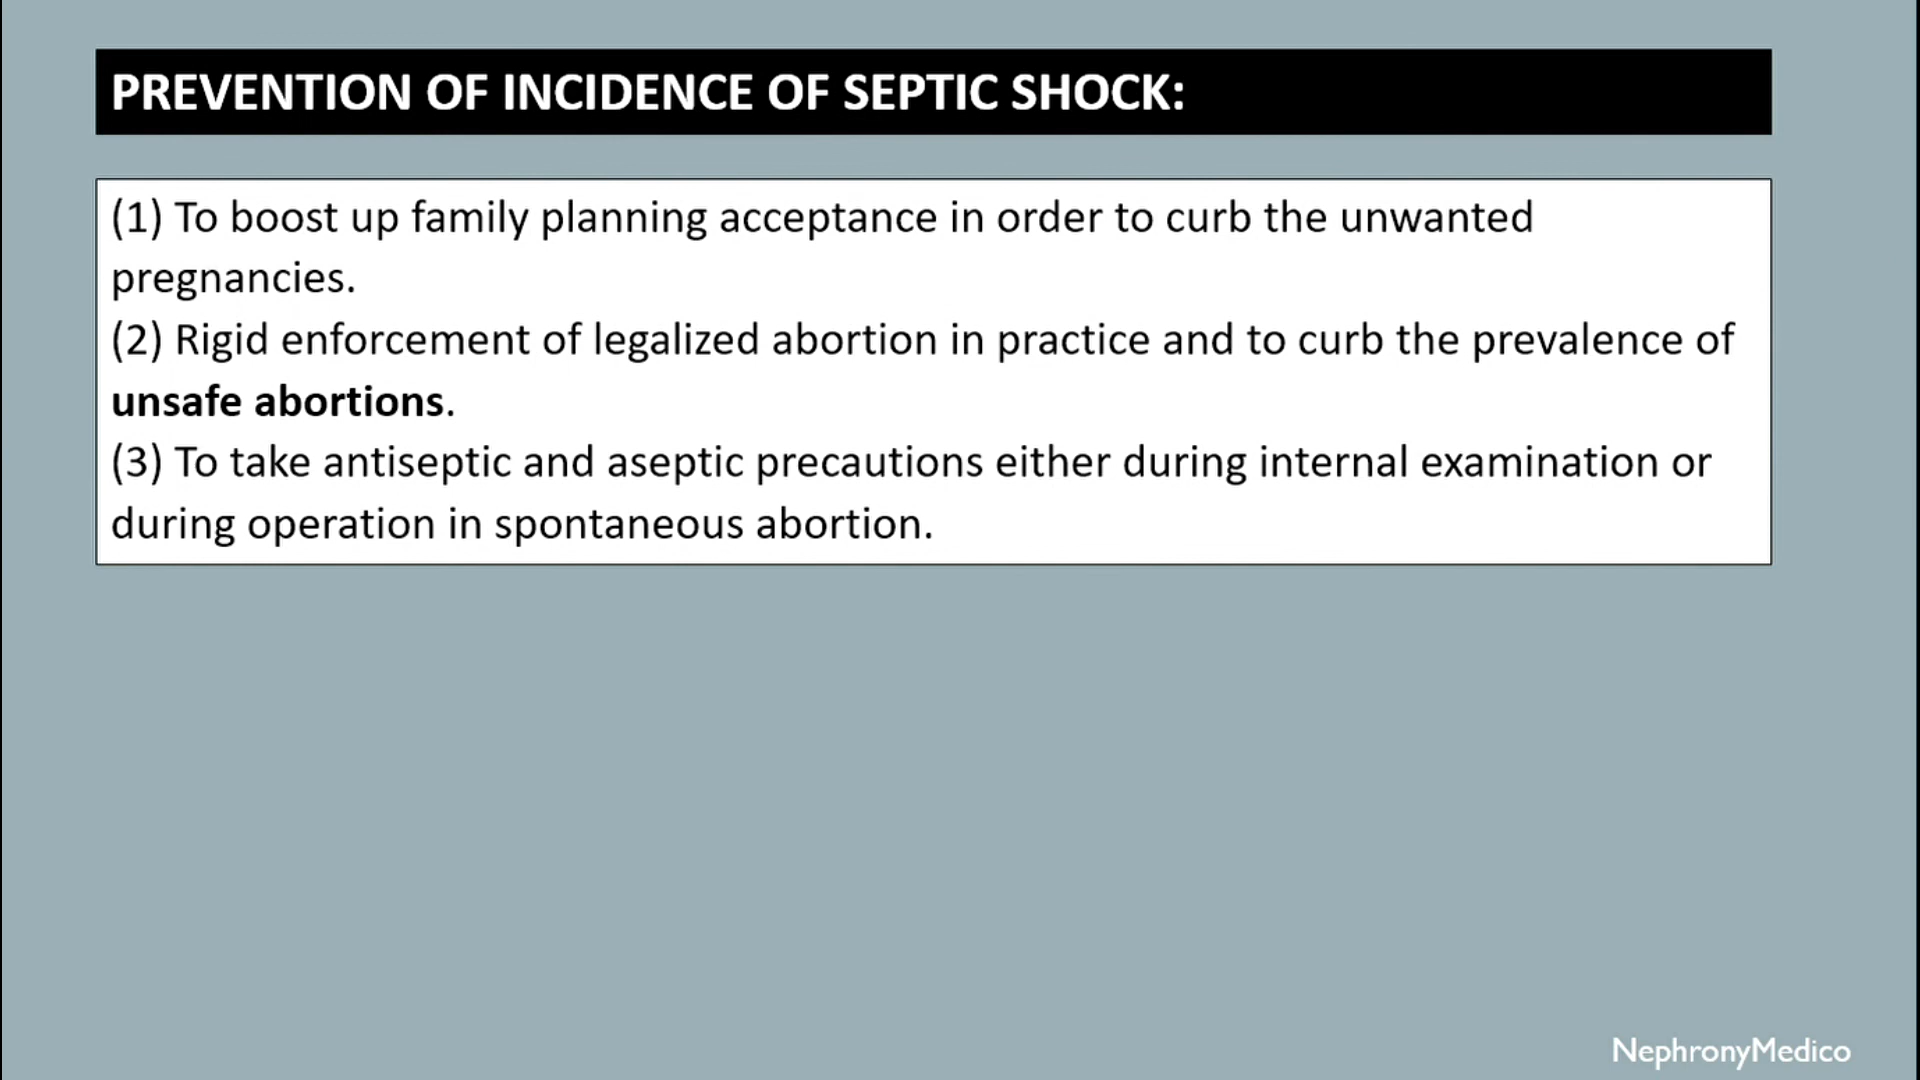 PREVENTION OF INCIDENCE OF SEPTIC SHOCK:
(1) To boost up family planning acceptance in order to curb the unwanted
pregnancies.
(2) Rigid enforcement of legalized abortion in practice and to curb the prevalence of
unsafe abortions.
(3) To take antiseptic and aseptic precautions either during internal examination or
during operation in spontaneous abortion.
NephronyMedico